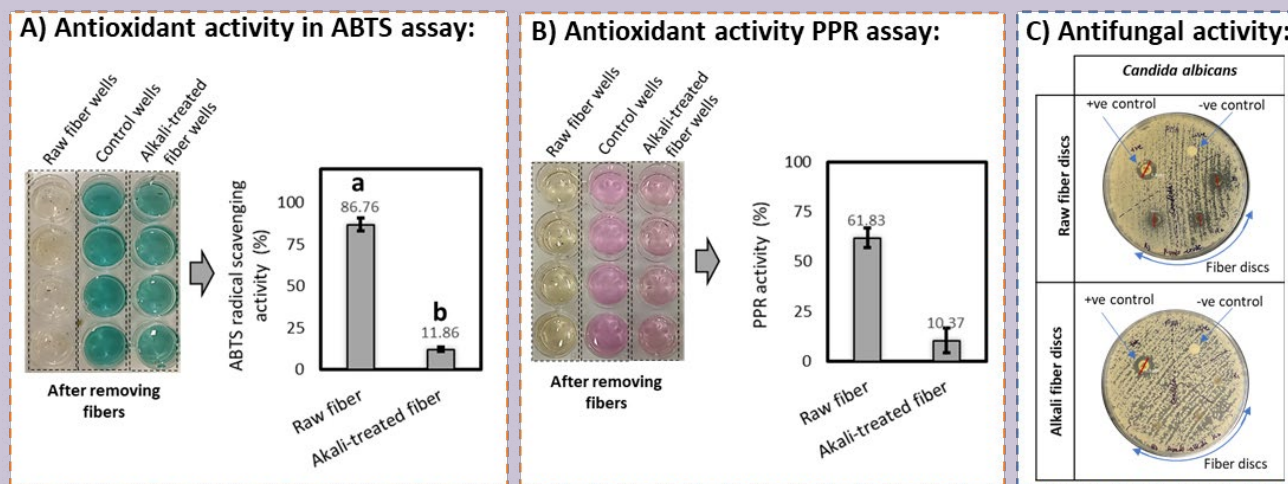 A) Antioxidant activity in ABTS assay:
Raw fiber wells
Control wells
Alkali-treated
fiber wells
After removing
fibers
ABTS radical scavenging
activity (%)
100
75
50
25
0
a
86.76
b
11.86
Raw fiber
Akali-treated fiber
B) Antioxidant activity PPR assay:
Raw fiber wells
Control wells
Alkali-treated
fiber wells
After removing
fibers
PPR activity (%)
100
75
50
25
0
61.83
10.37
Raw fiber
Akali-treated fiber
C) Antifungal activity:
Candida albicans
Raw fiber discs
+ve control
-ve control
Fiber discs
Alkali fiber discs
+ve control
-ve control
Fiber discs